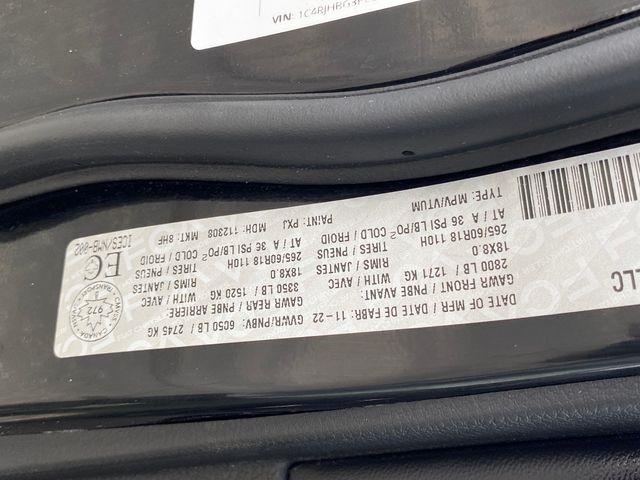 VIN: 1C4RJHBG3P
LLC
DATE OF MFR / DATE DE FABR: 11-22 GVWR/PNBV: 6050 LB 2745 KG
GAWR FRONT / PNBE AVANT: GAWR REAR / PNBE ARRIÈRE:
2800 LB / 1271 KG WITH / AVEC 3350 LB / 1520 KG WITH / AVEC
18X8.0 RIMS / JANTES 18X8.0 RIMS / JANTES
265/60R18 110H TIRES / PNEUS 265/60R18 110H TIRES / PNEUS
AT / A 36 PSI LB/PO² COLD / FROID AT / A 36 PSI LB/PO² COLD / FROID
TYPE: MPV/VTUM PAINT: PXJ MDH: 112308 MKT: 8HF
EC
ICES/NMB-002
TRANSPORT
CANADA
972